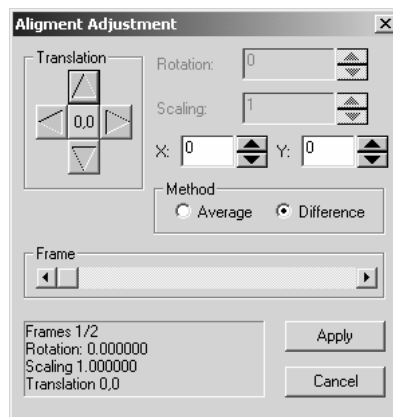 Aligment Adjustment
Translation
0,0
Rotation: 0
Scaling: 1
X: 0 Y: 0
Method
Average Difference
Frame
Frames 1/2
Rotation: 0.000000
Scaling 1.000000
Translation 0,0
Apply
Cancel